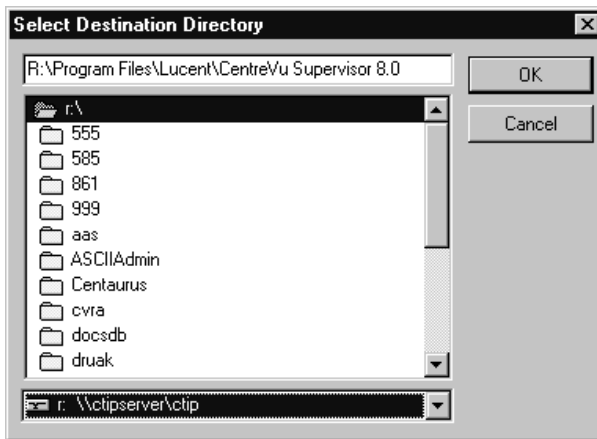 Select Destination Directory
R:\Program Files\Lucent\CentreVu Supervisor 8.0
OK
Cancel
r:\
555
585
861
999
aas
ASCIIAdmin
Centaurus
cvra
docsdb
druak
r: \\ctipserver\ctip